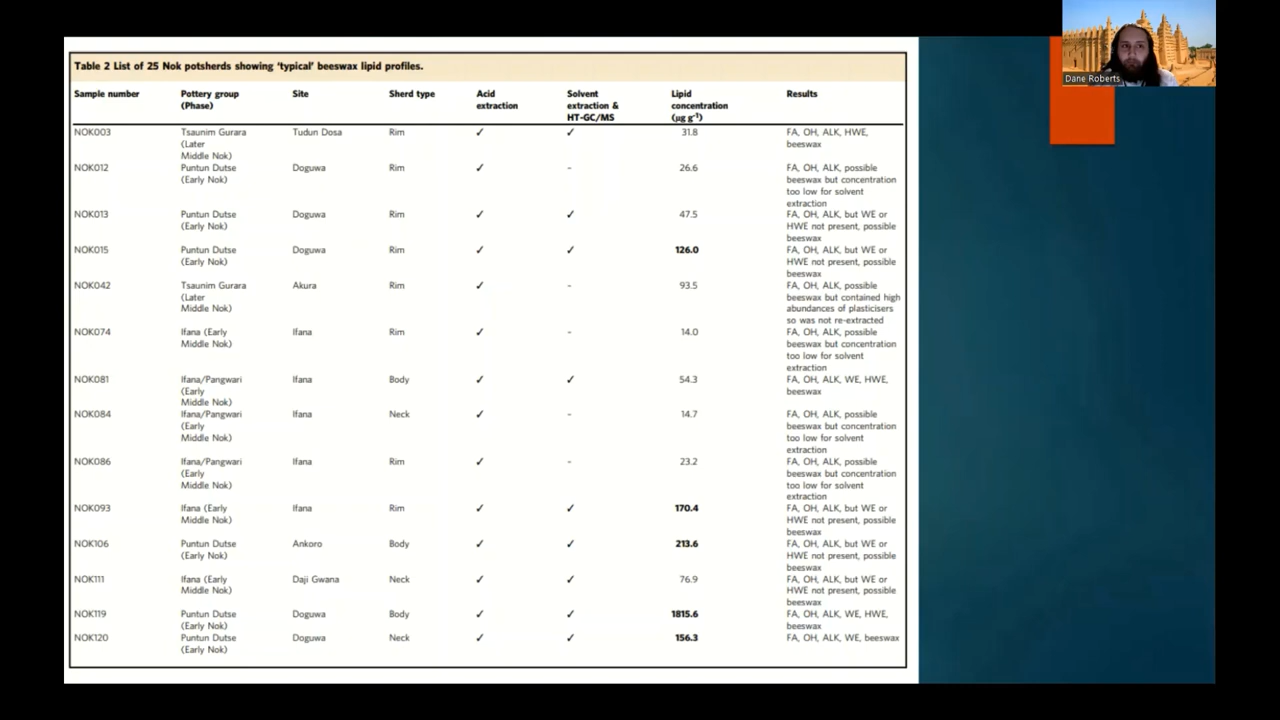 Dane Roberts
Table 2 List of 25 Nok potsherds showing ‘typical’ beeswax lipid profiles.
Sample number Pottery group (Phase) Site Sherd type Acid extraction Solvent extraction & HT-GC/MS Lipid concentration (μg g⁻¹) Results
NOK003 Tsaunim Gurara (Later Middle Nok) Tudun Dosa Rim ✓ ✓ 31.8 FA, OH, ALK, HWE, beeswax
NOK012 Puntun Dutse (Early Nok) Doguwa Rim ✓ – 26.6 FA, OH, ALK, possible beeswax but concentration too low for solvent extraction
NOK013 Puntun Dutse (Early Nok) Doguwa Rim ✓ ✓ 47.5 FA, OH, ALK, but WE or HWE not present, possible beeswax
NOK015 Puntun Dutse (Early Nok) Doguwa Rim ✓ ✓ 126.0 FA, OH, ALK, but WE or HWE not present, possible beeswax
NOK042 Tsaunim Gurara (Later Middle Nok) Akura Rim ✓ – 93.5 FA, OH, ALK, possible beeswax but contained high abundances of plasticisers so was not re-extracted
NOK074 Ifana (Early Middle Nok) Ifana Rim ✓ – 14.0 FA, OH, ALK, possible beeswax but concentration too low for solvent extraction
NOK081 Ifana/Pangwari (Early Middle Nok) Ifana Body ✓ ✓ 54.3 FA, OH, ALK, WE, HWE, beeswax
NOK084 Ifana/Pangwari (Early Middle Nok) Ifana Neck ✓ – 14.7 FA, OH, ALK, possible beeswax but concentration too low for solvent extraction
NOK086 Ifana/Pangwari (Early Middle Nok) Ifana Rim ✓ – 23.2 FA, OH, ALK, possible beeswax but concentration too low for solvent extraction
NOK093 Ifana (Early Middle Nok) Ifana Rim ✓ ✓ 170.4 FA, OH, ALK, but WE or HWE not present, possible beeswax
NOK106 Puntun Dutse (Early Nok) Ankoro Body ✓ ✓ 213.6 FA, OH, ALK, but WE or HWE not present, possible beeswax
NOK111 Ifana (Early Middle Nok) Daji Gwana Neck ✓ ✓ 76.9 FA, OH, ALK, but WE or HWE not present, possible beeswax
NOK119 Puntun Dutse (Early Nok) Doguwa Body ✓ ✓ 1815.6 FA, OH, ALK, WE, HWE, beeswax
NOK120 Puntun Dutse (Early Nok) Doguwa Neck ✓ ✓ 156.3 FA, OH, ALK, WE, beeswax